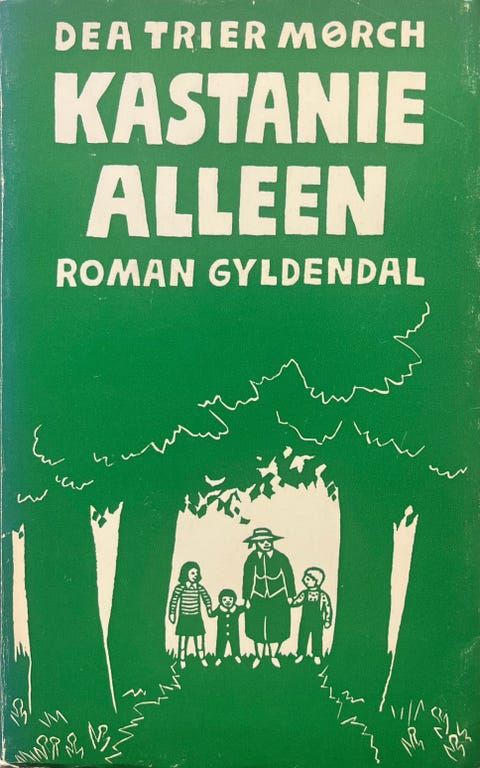 DEA TRIER MØRCH
KASTANIE
ALLEEN
ROMAN GYLDENDAL